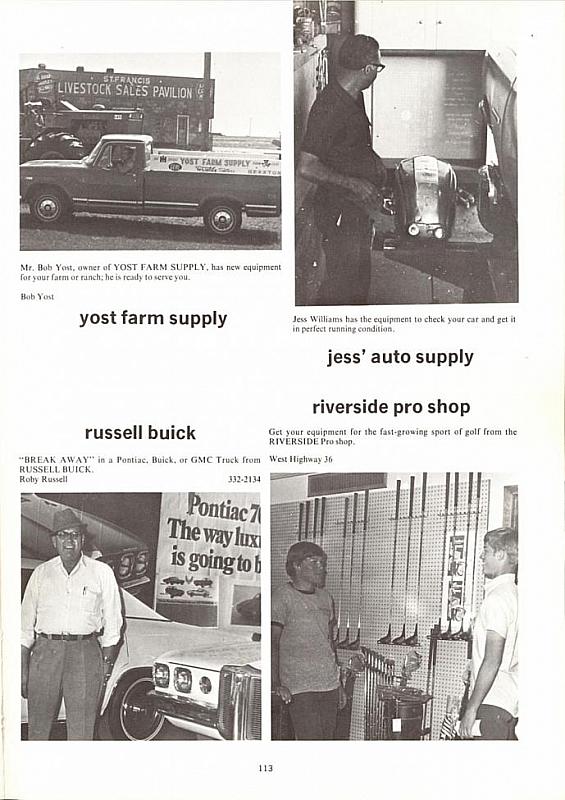 ST.FRANCIS
LIVESTOCK SALES PAVILION
YOST FARM SUPPLY
Mr. Bob Yost, owner of YOST FARM SUPPLY, has new equipment
for your farm or ranch; he is ready to serve you.
Bob Yost
yost farm supply
Jess Williams has the equipment to check your car and get it
in perfect running condition.
jess' auto supply
riverside pro shop
Get your equipment for the fast-growing sport of golf from the
RIVERSIDE Pro shop.
West Highway 36
russell buick
"BREAK AWAY" in a Pontiac, Buick, or GMC Truck from
RUSSELL BUICK.
Roby Russell 332-2134
Pontiac 7
The way lux
is going to b
113